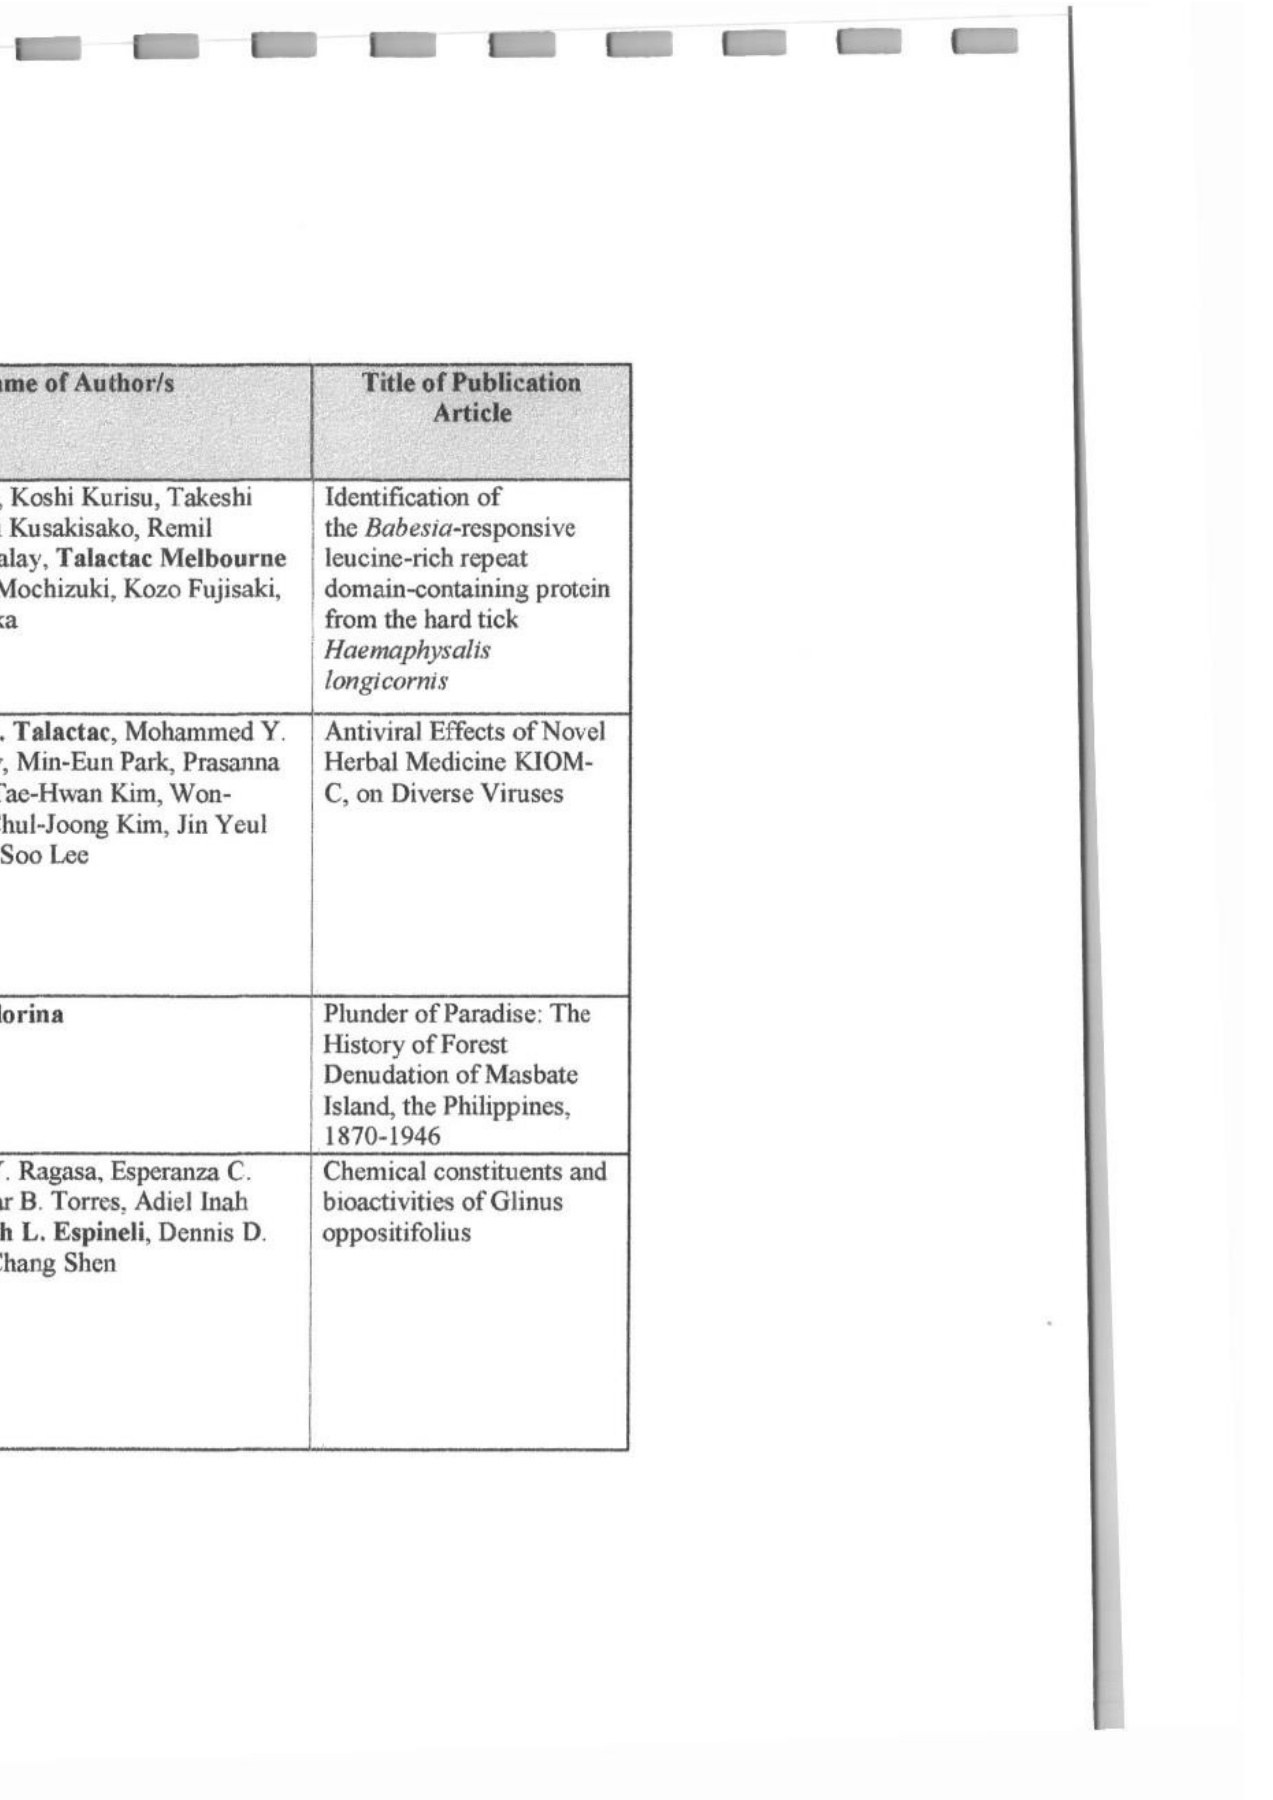 ame of Author/s
Title of Publication
Article
, Koshi Kurisu, Takeshi
Kusakisako, Remil
alay, Talactac Melbourne
Mochizuki, Kozo Fujisaki,
ka
Identification of
the Babesia-responsive
leucine-rich repeat
domain-containing protein
from the hard tick
Haemaphysalis
longicornis
. Talactac, Mohammed Y.
, Min-Eun Park, Prasanna
Tae-Hwan Kim, Won-
Chul-Joong Kim, Jin Yeul
Soo Lee
Antiviral Effects of Novel
Herbal Medicine KIOM-
C, on Diverse Viruses
lorina
Plunder of Paradise: The
History of Forest
Denudation of Masbate
Island, the Philippines,
1870-1946
. Ragasa, Esperanza C.
ar B. Torres, Adiel Inah
h L. Espineli, Dennis D.
Chang Shen
Chemical constituents and
bioactivities of Glinus
oppositifolius